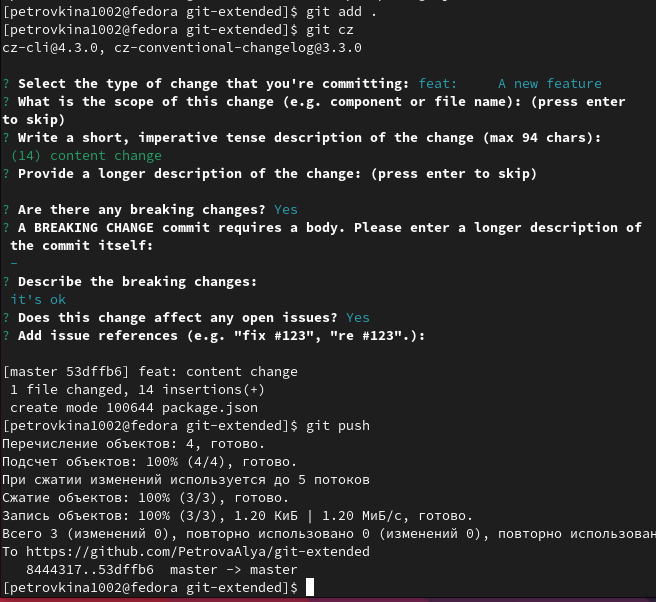 [petrovkina1002@fedora git-extended]$ git add .
[petrovkina1002@fedora git-extended]$ git cz
cz-cli@4.3.0, cz-conventional-changelog@3.3.0
? Select the type of change that you're committing: feat:     A new feature
? What is the scope of this change (e.g. component or file name): (press enter
to skip)
? Write a short, imperative tense description of the change (max 94 chars):
 (14) content change
? Provide a longer description of the change: (press enter to skip)
? Are there any breaking changes? Yes
? A BREAKING CHANGE commit requires a body. Please enter a longer description of
 the commit itself:
 -
? Describe the breaking changes:
 it's ok
? Does this change affect any open issues? Yes
? Add issue references (e.g. "fix #123", "re #123".):
[master 53dffb6] feat: content change
 1 file changed, 14 insertions(+)
 create mode 100644 package.json
[petrovkina1002@fedora git-extended]$ git push
Перечисление объектов: 4, готово.
Подсчет объектов: 100% (4/4), готово.
При сжатии изменений используется до 5 потоков
Сжатие объектов: 100% (3/3), готово.
Запись объектов: 100% (3/3), 1.20 КиБ | 1.20 МиБ/с, готово.
Всего 3 (изменений 0), повторно использовано 0 (изменений 0), повторно использован
To https://github.com/PetrovaAlya/git-extended
   8444317..53dffb6  master -> master
[petrovkina1002@fedora git-extended]$